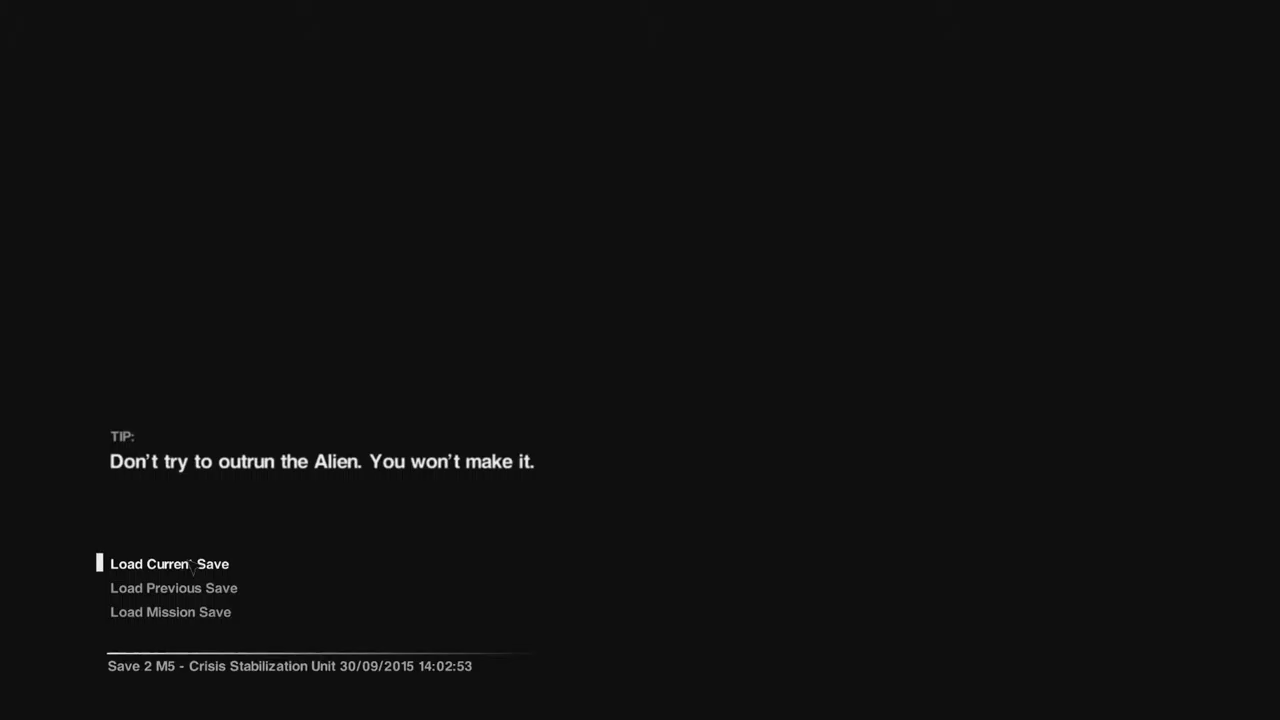 TIP:
Don't try to outrun the Alien. You won't make it.
Load Current Save
Load Previous Save
Load Mission Save
Save 2 M5 - Crisis Stabilization Unit 30/09/2015 14:02:53